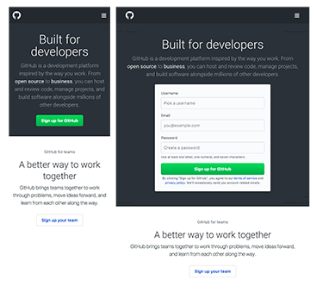 Built for
developers
GitHub is a development platform
inspired by the way you work. From
open source to business, you can host
and review code, manage projects,
and build software alongside millions
of other developers.
Sign up for GitHub
GitHub for teams
A better way to work
together
GitHub brings teams together to work
through problems, move ideas forward,
and learn from each other along the way.
Sign up your team
Built for developers
GitHub is a development platform inspired by the way you work. From
open source to business, you can host and review code, manage projects,
and build software alongside millions of other developers.
Username
Pick a username
Email
you@example.com
Password
Create a password
Use at least one letter, one numeral, and seven characters.
Sign up for GitHub
By clicking "Sign up for GitHub", you agree to our terms of service and
privacy policy. We'll occasionally send you account related emails.
GitHub for teams
A better way to work together
GitHub brings teams together to work through problems, move ideas forward,
and learn from each other along the way.
Sign up your team